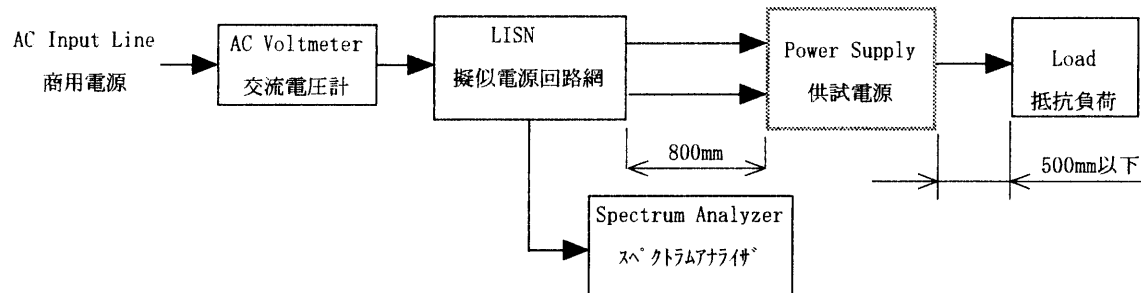 AC Input Line
商用電源
AC Voltmeter
交流電圧計
LISN
擬似電源回路網
Power Supply
供試電源
Load
抵抗負荷
800mm
500mm以下
Spectrum Analyzer
スペクトラムアナライザ